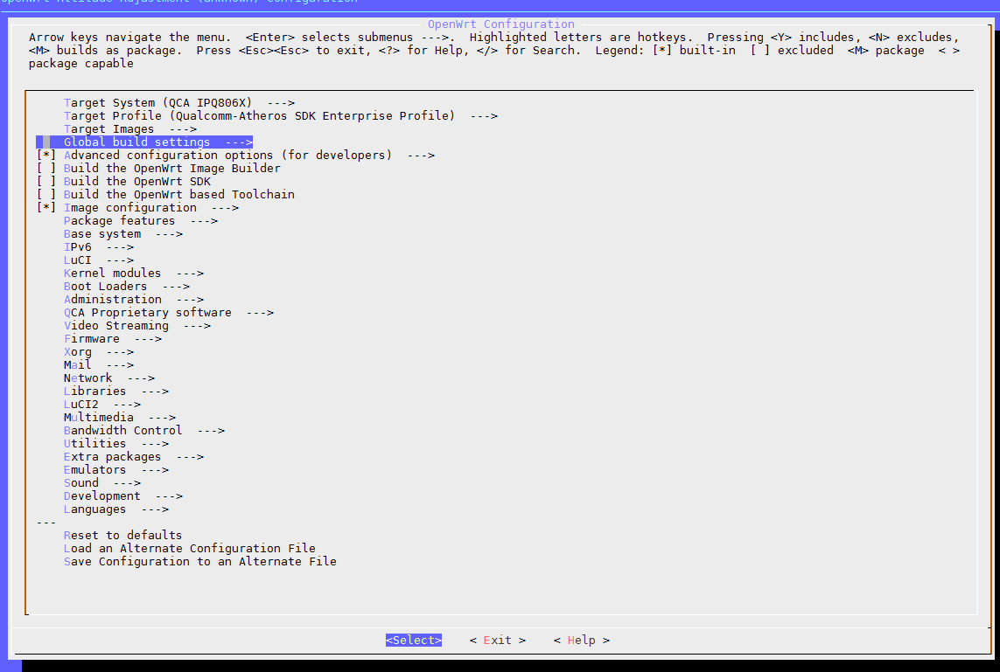 OpenWrt Attitude Adjustment (unknown) Configuration
OpenWrt Configuration
Arrow keys navigate the menu.  <Enter> selects submenus --->.  Highlighted letters are hotkeys.  Pressing <Y> includes, <N> excludes,
<M> builds as package.  Press <Esc><Esc> to exit, <?> for Help, </> for Search.  Legend: [*] built-in  [ ] excluded  <M> package  < >
package capable
Target System (QCA IPQ806X)  --->
Target Profile (Qualcomm-Atheros SDK Enterprise Profile)  --->
Target Images  --->
Global build settings  --->
[*] Advanced configuration options (for developers)  --->
[ ] Build the OpenWrt Image Builder
[ ] Build the OpenWrt SDK
[ ] Build the OpenWrt based Toolchain
[*] Image configuration  --->
Package features  --->
Base system  --->
IPv6  --->
LuCI  --->
Kernel modules  --->
Boot Loaders  --->
Administration  --->
QCA Proprietary software  --->
Video Streaming  --->
Firmware  --->
Xorg  --->
Mail  --->
Network  --->
Libraries  --->
LuCI2  --->
Multimedia  --->
Bandwidth Control  --->
Utilities  --->
Extra packages  --->
Emulators  --->
Sound  --->
Development  --->
Languages  --->
---
Reset to defaults
Load an Alternate Configuration File
Save Configuration to an Alternate File
<Select>    < Exit >    < Help >